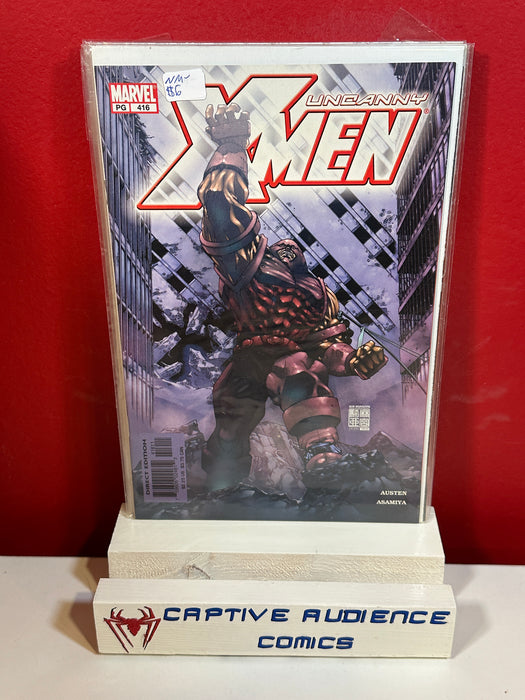 NM-
$6
MARVEL
PG 416
UNCANNY
X-MEN
DIRECT EDITION
AUSTEN
ASAMIYA
CAPTIVE AUDIENCE
COMICS